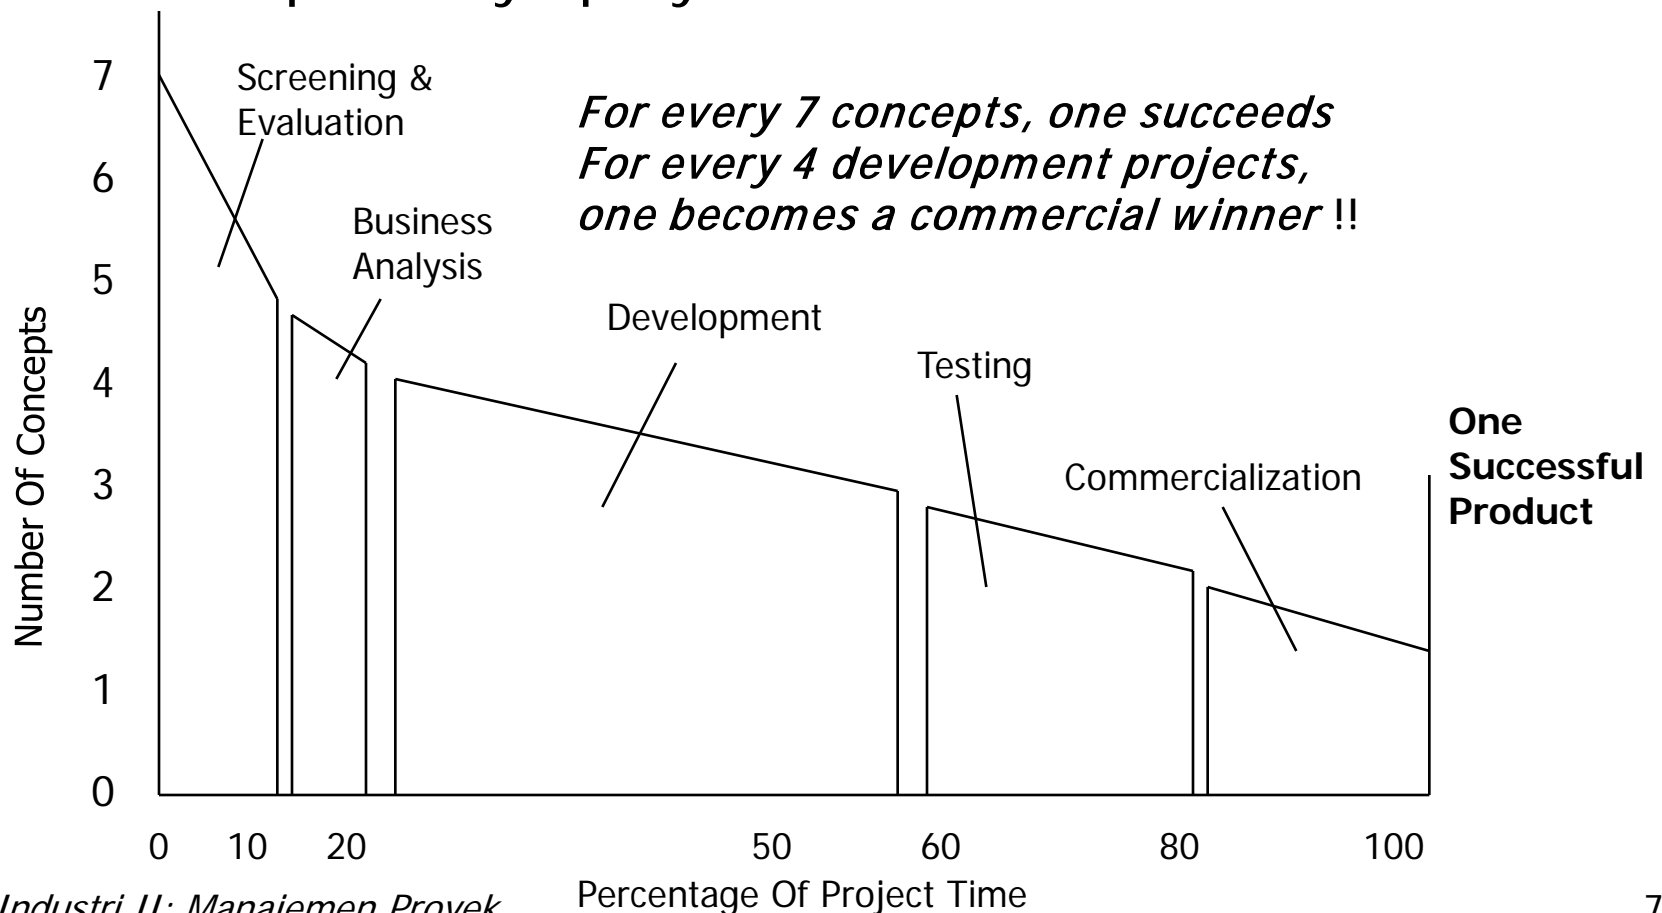 7
Screening &
Evaluation
For every 7 concepts, one succeeds
For every 4 development projects,
one becomes a commercial winner !!
6
Business
Analysis
5
Development
Testing
4
One
Successful
Product
Commercialization
3
Number Of Concepts
2
1
0
0 10 20 50 60 80 100
Percentage Of Project Time
Industri II: Manajemen Proyek
7